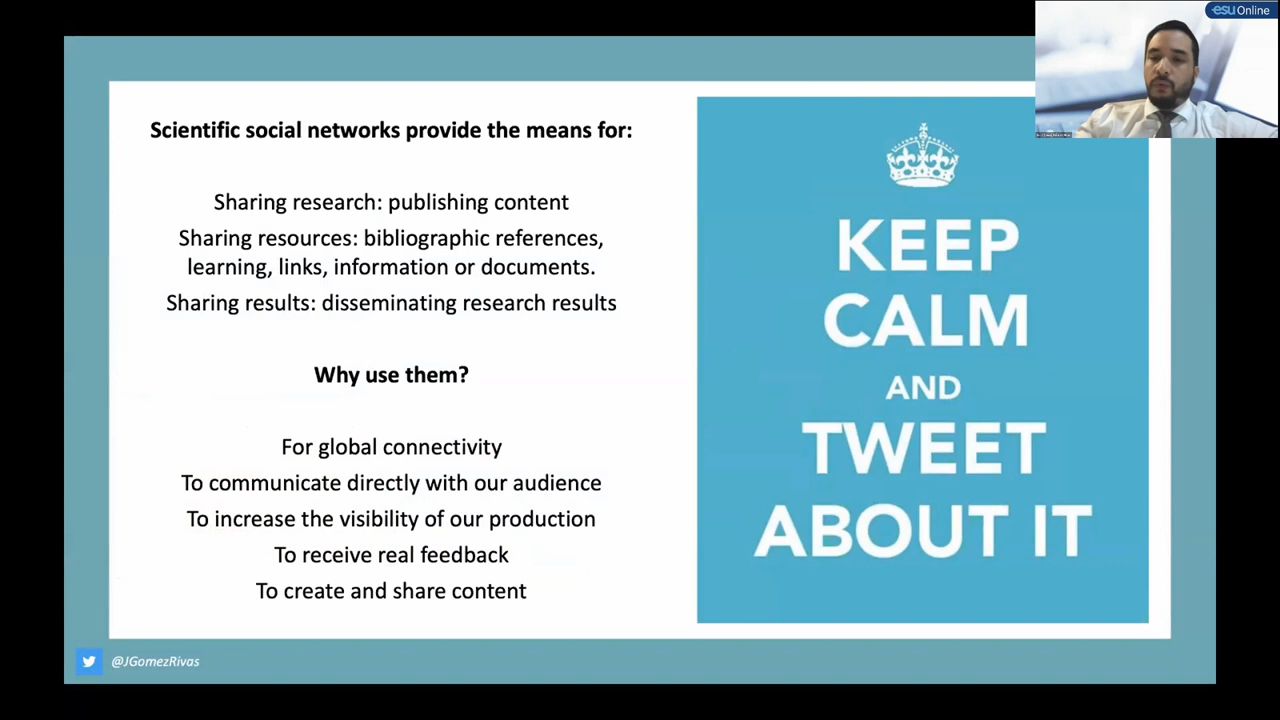 esu Online
Scientific social networks provide the means for:
Sharing research: publishing content
Sharing resources: bibliographic references,
learning, links, information or documents.
Sharing results: disseminating research results
Why use them?
For global connectivity
To communicate directly with our audience
To increase the visibility of our production
To receive real feedback
To create and share content
KEEP
CALM
AND
TWEET
ABOUT IT
@JGomezRivas